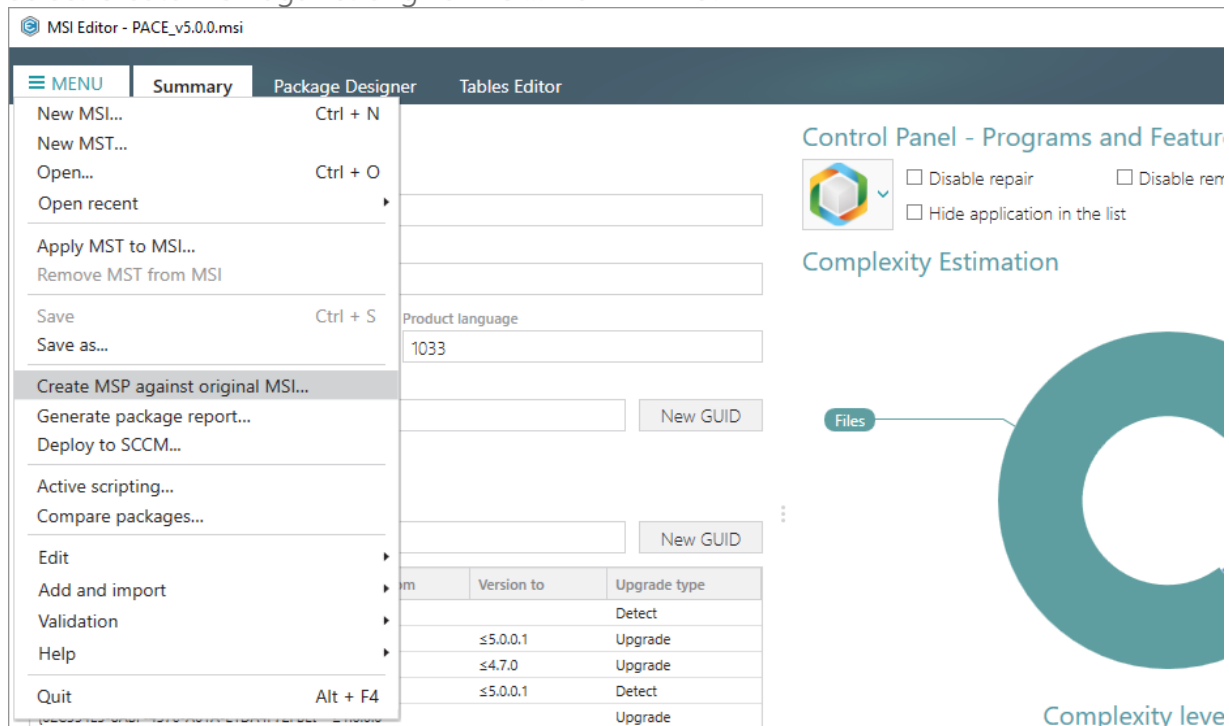 MSI Editor - PACE_v5.0.0.msi
MENU Summary Package Designer Tables Editor
New MSI... Ctrl + N
New MST...
Open... Ctrl + O
Open recent
Apply MST to MSI...
Remove MST from MSI
Save Ctrl + S
Save as...
Create MSP against original MSI...
Generate package report...
Deploy to SCCM...
Active scripting...
Compare packages...
Edit
Add and import
Validation
Help
Quit Alt + F4
Product language
1033
New GUID
New GUID
om Version to Upgrade type
Detect
≤5.0.0.1 Upgrade
≤4.7.0 Upgrade
≤5.0.0.1 Detect
Upgrade
Control Panel - Programs and Featur
Disable repair Disable rem
Hide application in the list
Complexity Estimation
Files
Complexity leve